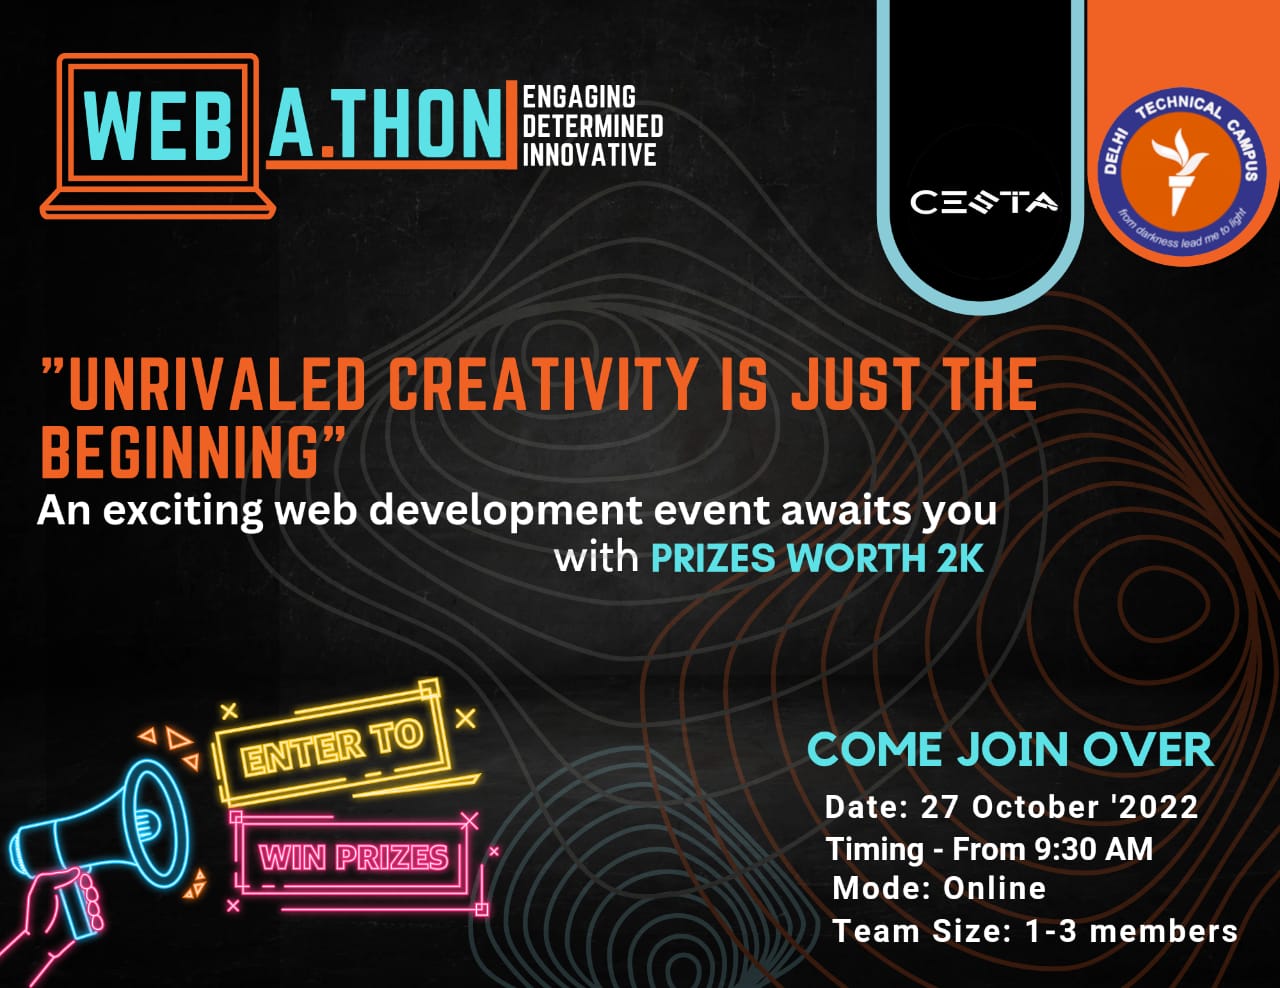 WEB A.THON
ENGAGING
DETERMINED
INNOVATIVE
CESTA
DELHI TECHNICAL CAMPUS
from darkness lead me to light
"UNRIVALED CREATIVITY IS JUST THE
BEGINNING"
An exciting web development event awaits you
with PRIZES WORTH 2K
ENTER TO
WIN PRIZES
COME JOIN OVER
Date: 27 October '2022
Timing - From 9:30 AM
Mode: Online
Team Size: 1-3 members